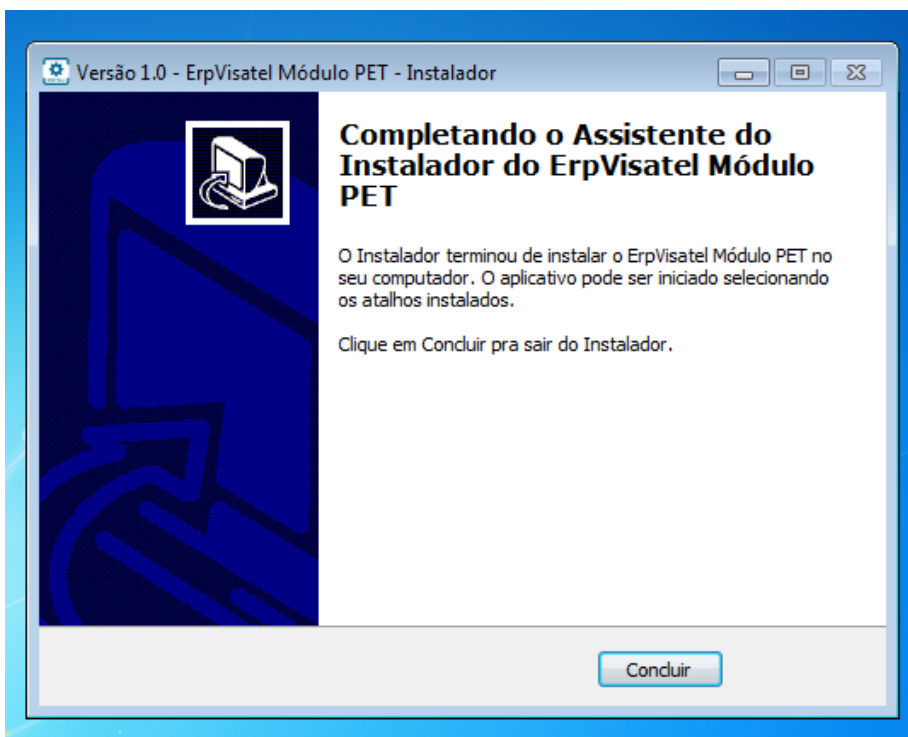 Versão 1.0 - ErpVisatel Módulo PET - Instalador
Completando o Assistente do
Instalador do ErpVisatel Módulo
PET
O Instalador terminou de instalar o ErpVisatel Módulo PET no
seu computador. O aplicativo pode ser iniciado selecionando
os atalhos instalados.
Clique em Concluir pra sair do Instalador.
Concluir